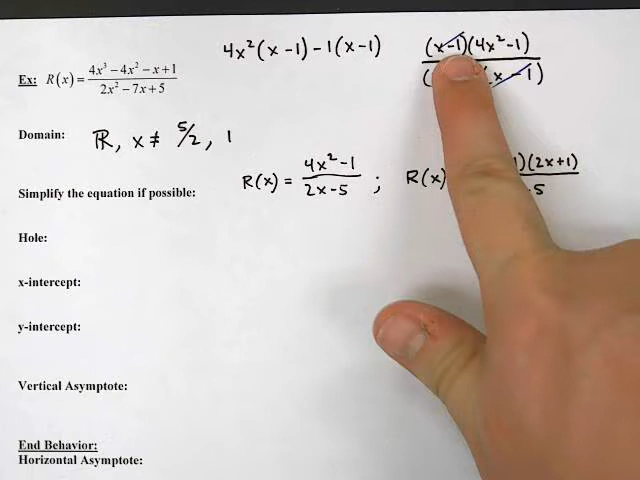 4x²(x-1)-1(x-1) (x-1)(4x²-1)
( x-1)
Ex: R(x)= 4x³-4x²-x+1
2x²-7x+5
Domain: ℝ, x≠ 5/2, 1
Simplify the equation if possible: R(x)= 4x²-1 ; R(x) )(2x+1)
2x-5 5
Hole:
x-intercept:
y-intercept:
Vertical Asymptote:
End Behavior:
Horizontal Asymptote: